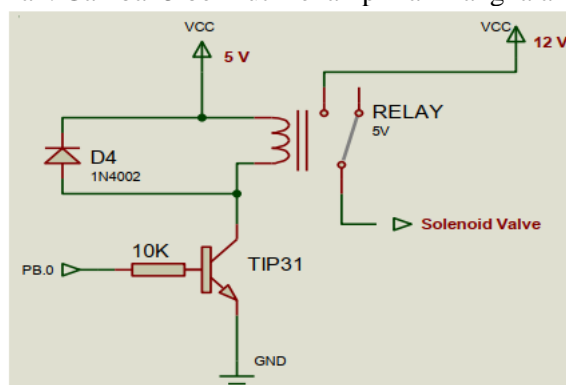 VCC
5 V
VCC
12 V
RELAY
5V
D4
1N4002
Solenoid Valve
10K
TIP31
PB.0
GND